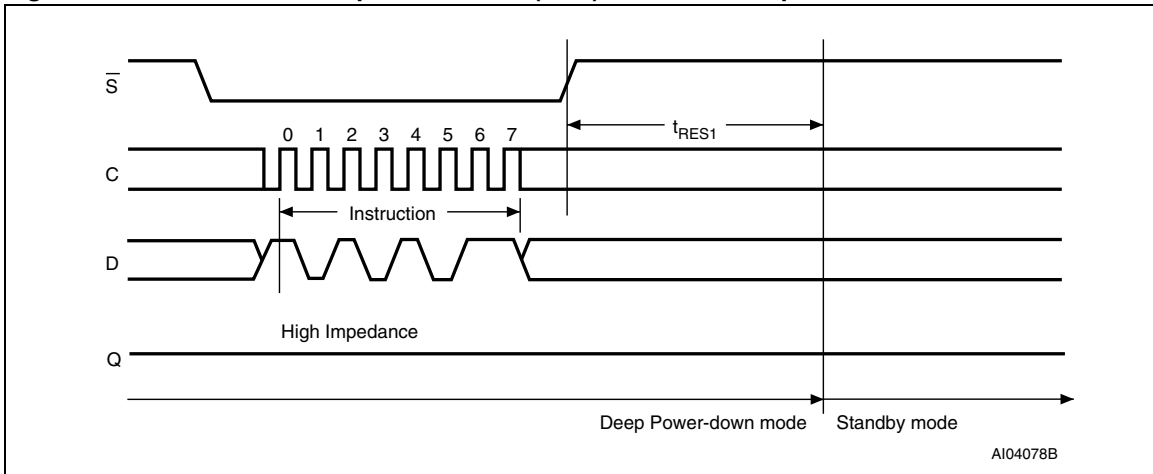 S
0 1 2 3 4 5 6 7
tRES1
C
Instruction
D
High Impedance
Q
Deep Power-down mode Standby mode
AI04078B